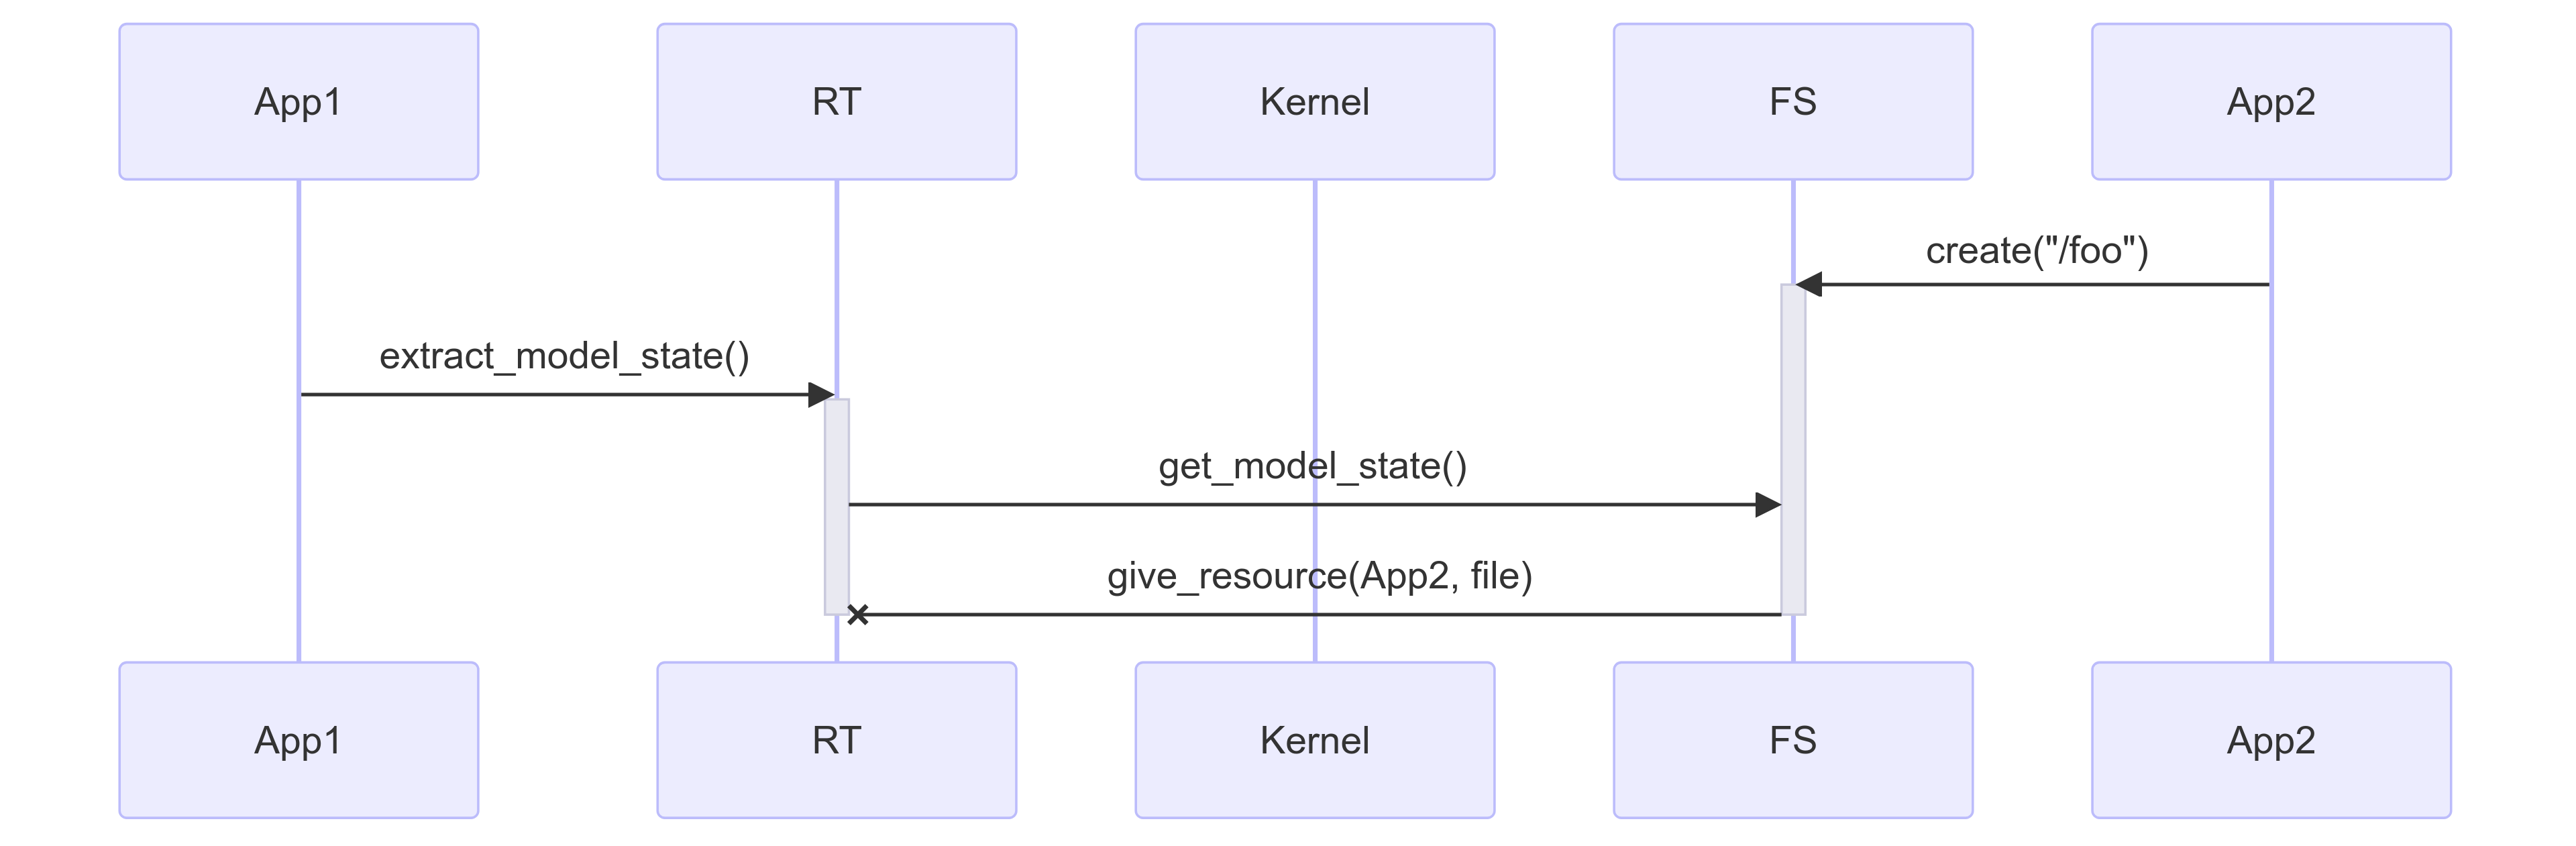 App1
RT
Kernel
FS
App2
create("/foo")
extract_model_state()
get_model_state()
give_resource(App2, file)
App1
RT
Kernel
FS
App2